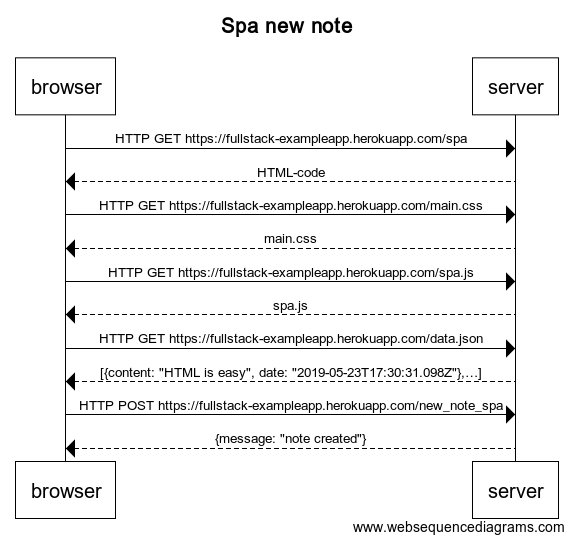 Spa new note
browser
server
HTTP GET https://fullstack-exampleapp.herokuapp.com/spa
HTML-code
HTTP GET https://fullstack-exampleapp.herokuapp.com/main.css
main.css
HTTP GET https://fullstack-exampleapp.herokuapp.com/spa.js
spa.js
HTTP GET https://fullstack-exampleapp.herokuapp.com/data.json
[{content: "HTML is easy", date: "2019-05-23T17:30:31.098Z"},...]
HTTP POST https://fullstack-exampleapp.herokuapp.com/new_note_spa
{message: "note created"}
browser
server
www.websequencediagrams.com